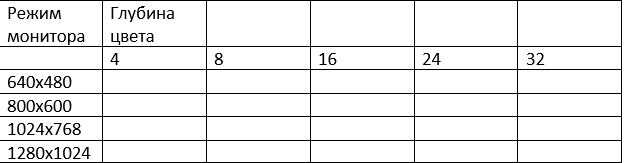 Режим Глубина
монитора цвета
4 8 16 24 32
640x480
800x600
1024x768
1280x1024